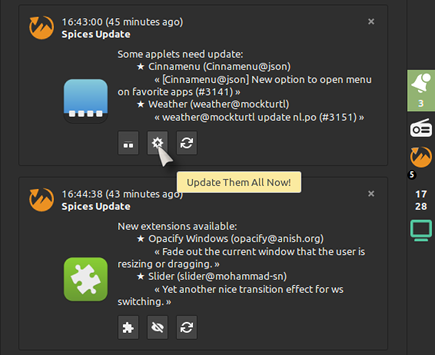 16:43:00 (45 minutes ago)
Spices Update
Some applets need update:
★ Cinnamenu (Cinnamenu@json)
« [Cinnamenu@json] New option to open menu
on favorite apps (#3141) »
★ Weather (weather@mockturtl)
« weather@mockturtl update nl.po (#3151) »
Update Them All Now!
16:44:38 (43 minutes ago)
Spices Update
New extensions available:
★ Opacify Windows (opacify@anish.org)
« Fade out the current window that the user is
resizing or dragging. »
★ Slider (slider@mohammad-sn)
« Yet another nice transition effect for ws
switching. »
3
5
17
28